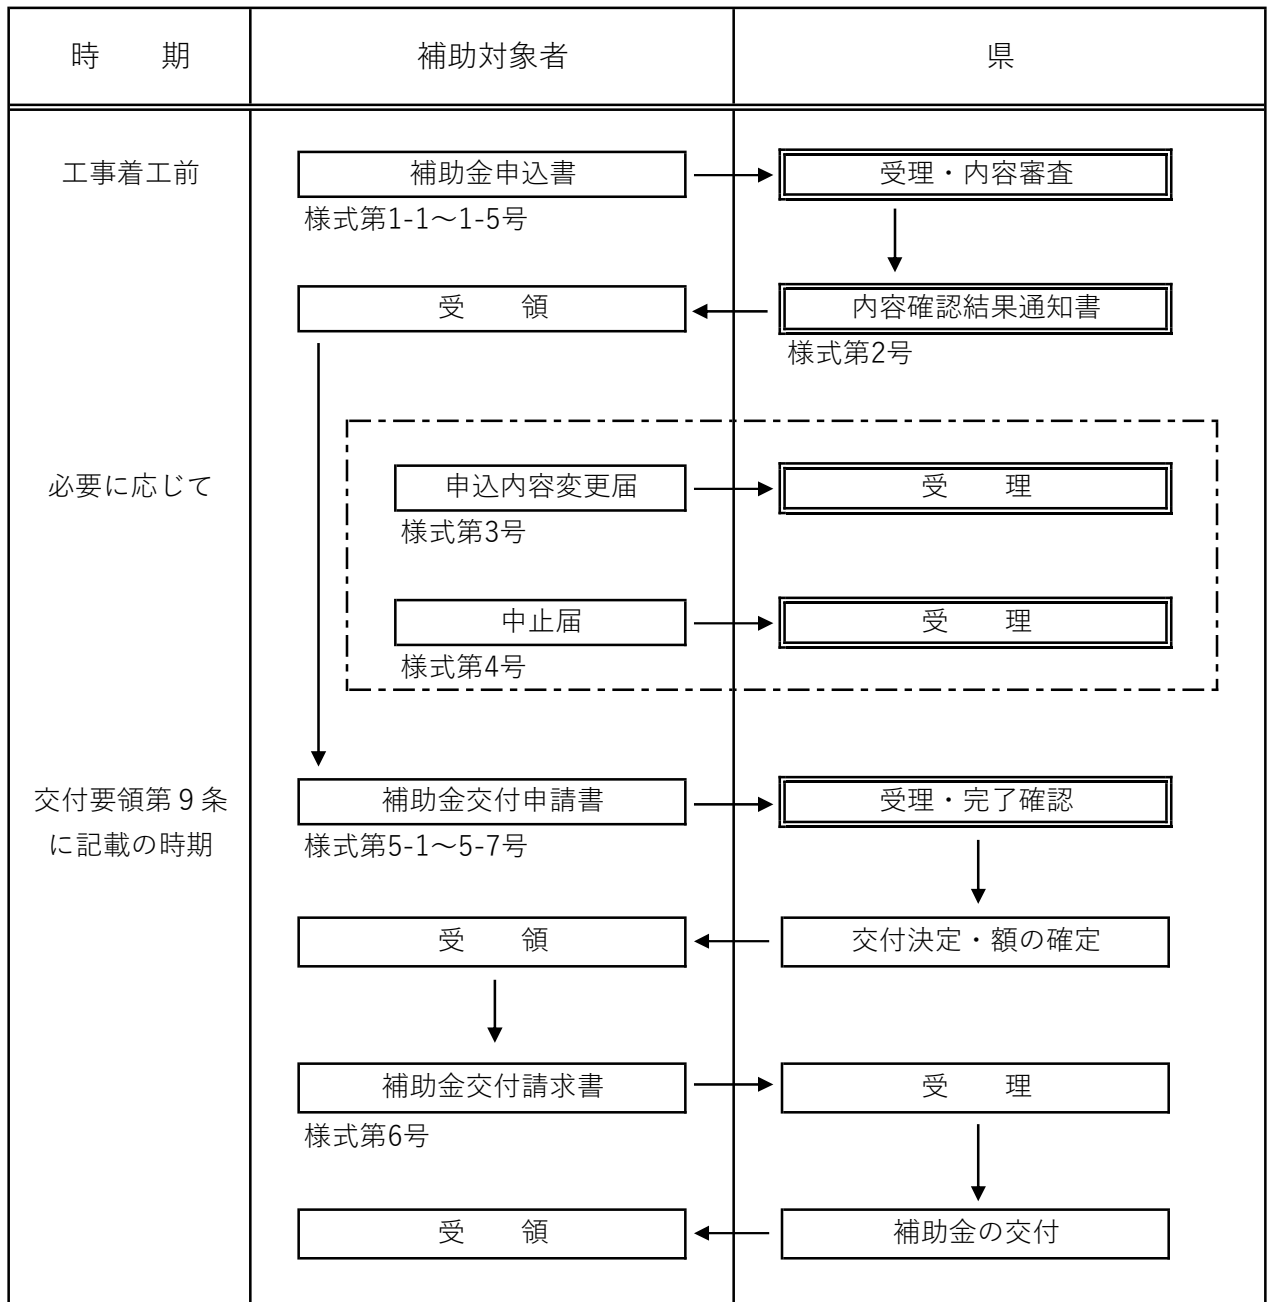 時　　期
補助対象者
県
工事着工前
補助金申込書
受理・内容審査
様式第1-1～1-5号
受　　領
内容確認結果通知書
様式第2号
必要に応じて
申込内容変更届
受　　理
様式第3号
中止届
受　　理
様式第4号
交付要領第９条
に記載の時期
補助金交付申請書
受理・完了確認
様式第5-1～5-7号
受　　領
交付決定・額の確定
補助金交付請求書
受　　理
様式第6号
受　　領
補助金の交付